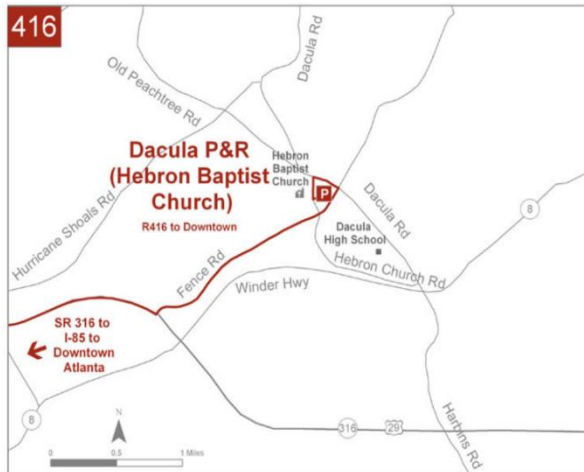 416
Dacula Rd
Old Peachtree Rd
Dacula P&R
(Hebron Baptist
Church)
R416 to Downtown
Hebron
Baptist
Church
P
Hurricane Shoals Rd
Dacula Rd
8
Dacula
High School
Hebron Church Rd
Fence Rd
Winder Hwy
SR 316 to
I-85 to
Downtown
Atlanta
8
N
0
0.5
1 Miles
316
29
Harbins Rd